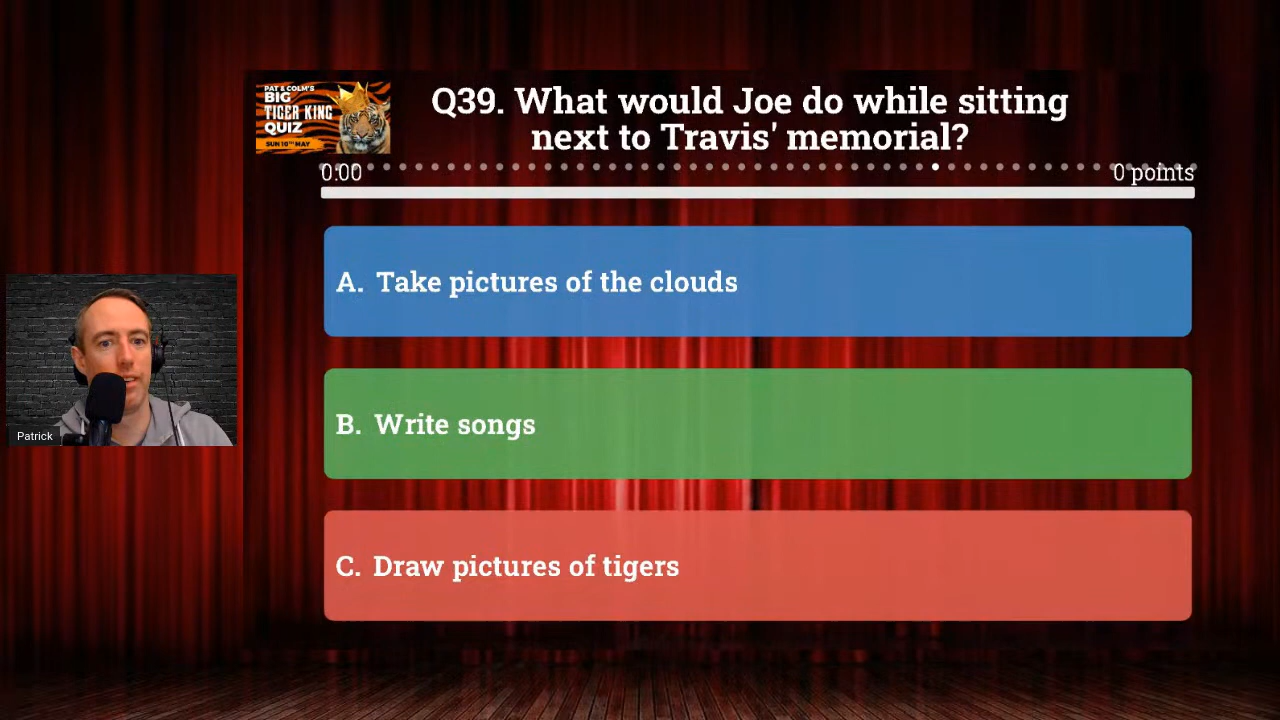 PAT & COLM'S
BIG
TIGER KING
QUIZ
SUN 10TH MAY
Q39. What would Joe do while sitting
next to Travis' memorial?
0:00
0 points
A. Take pictures of the clouds
B. Write songs
C. Draw pictures of tigers
Patrick